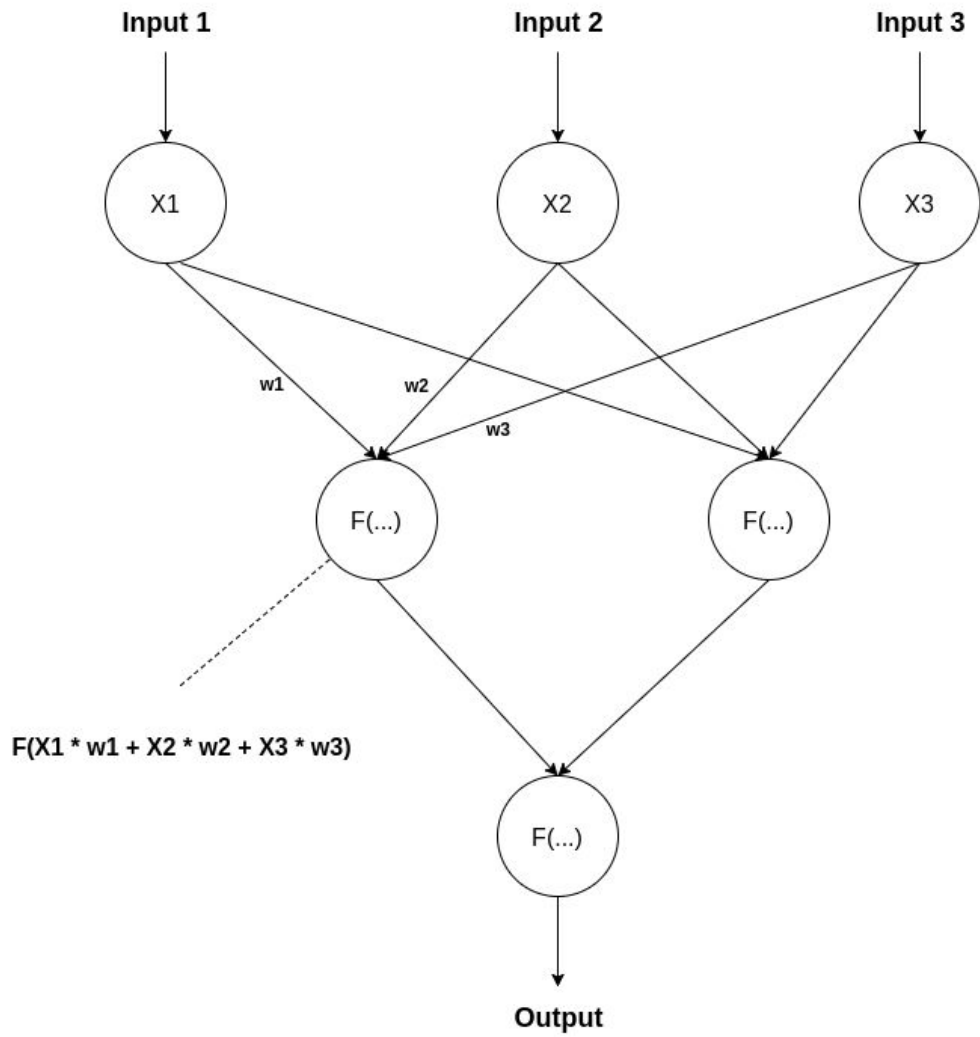 Input 1
Input 2
Input 3
X1
X2
X3
w1
w2
w3
F(...)
F(...)
F(X1 * w1 + X2 * w2 + X3 * w3)
F(...)
Output